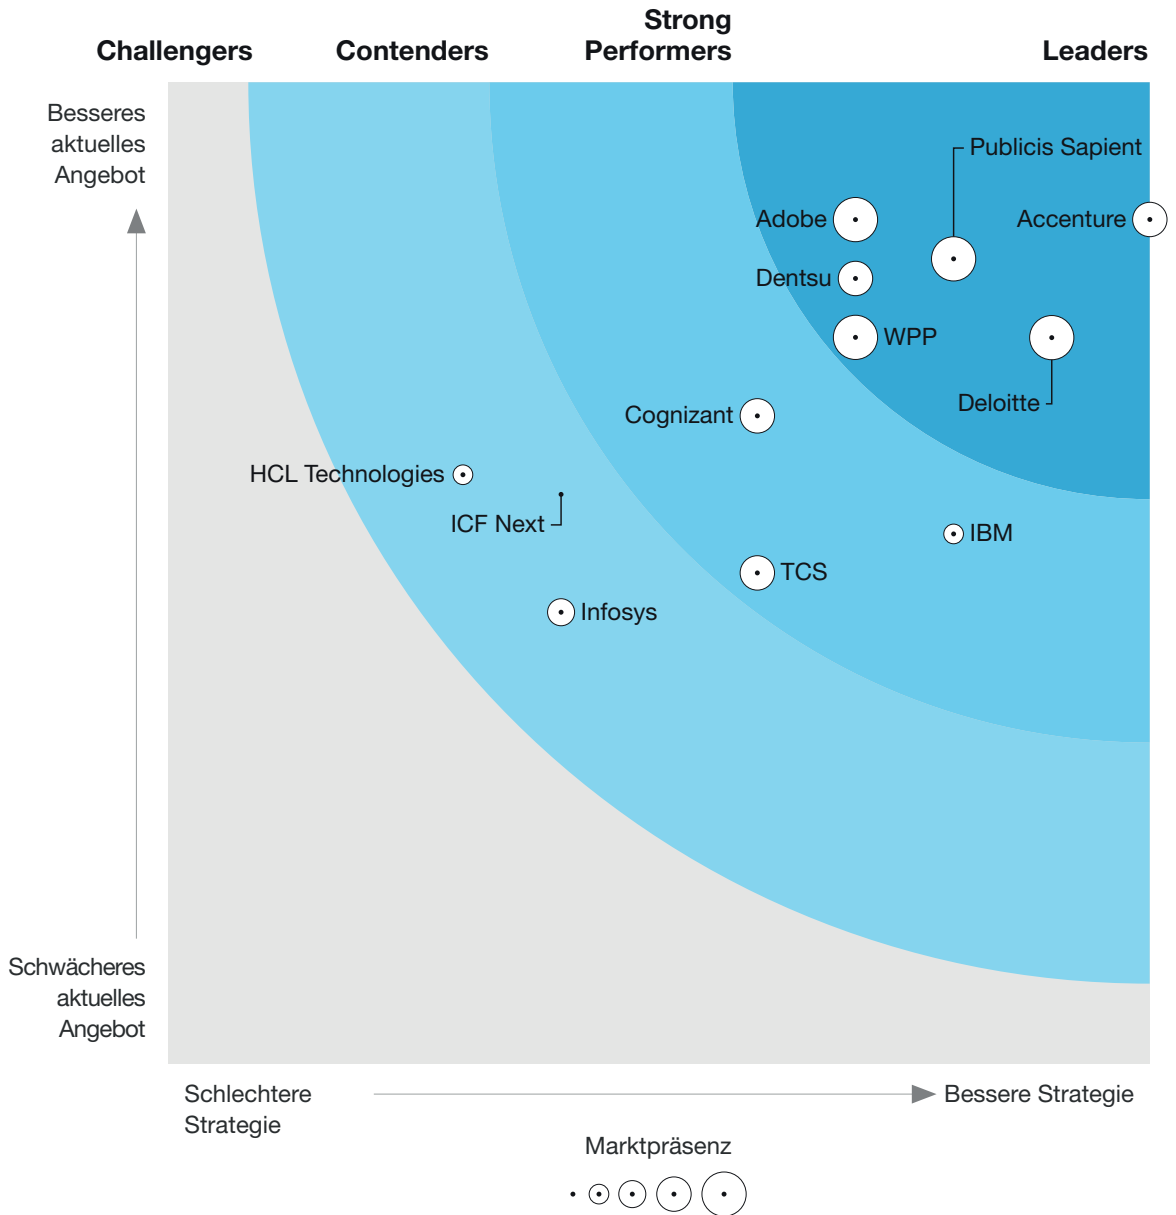 Challengers
Contenders
Strong
Performers
Leaders
Besseres
aktuelles
Angebot
Publicis Sapient
Adobe
Accenture
Dentsu
WPP
Deloitte
Cognizant
HCL Technologies
ICF Next
IBM
TCS
Infosys
Schwächeres
aktuelles
Angebot
Schlechtere
Strategie
Bessere Strategie
Marktpräsenz